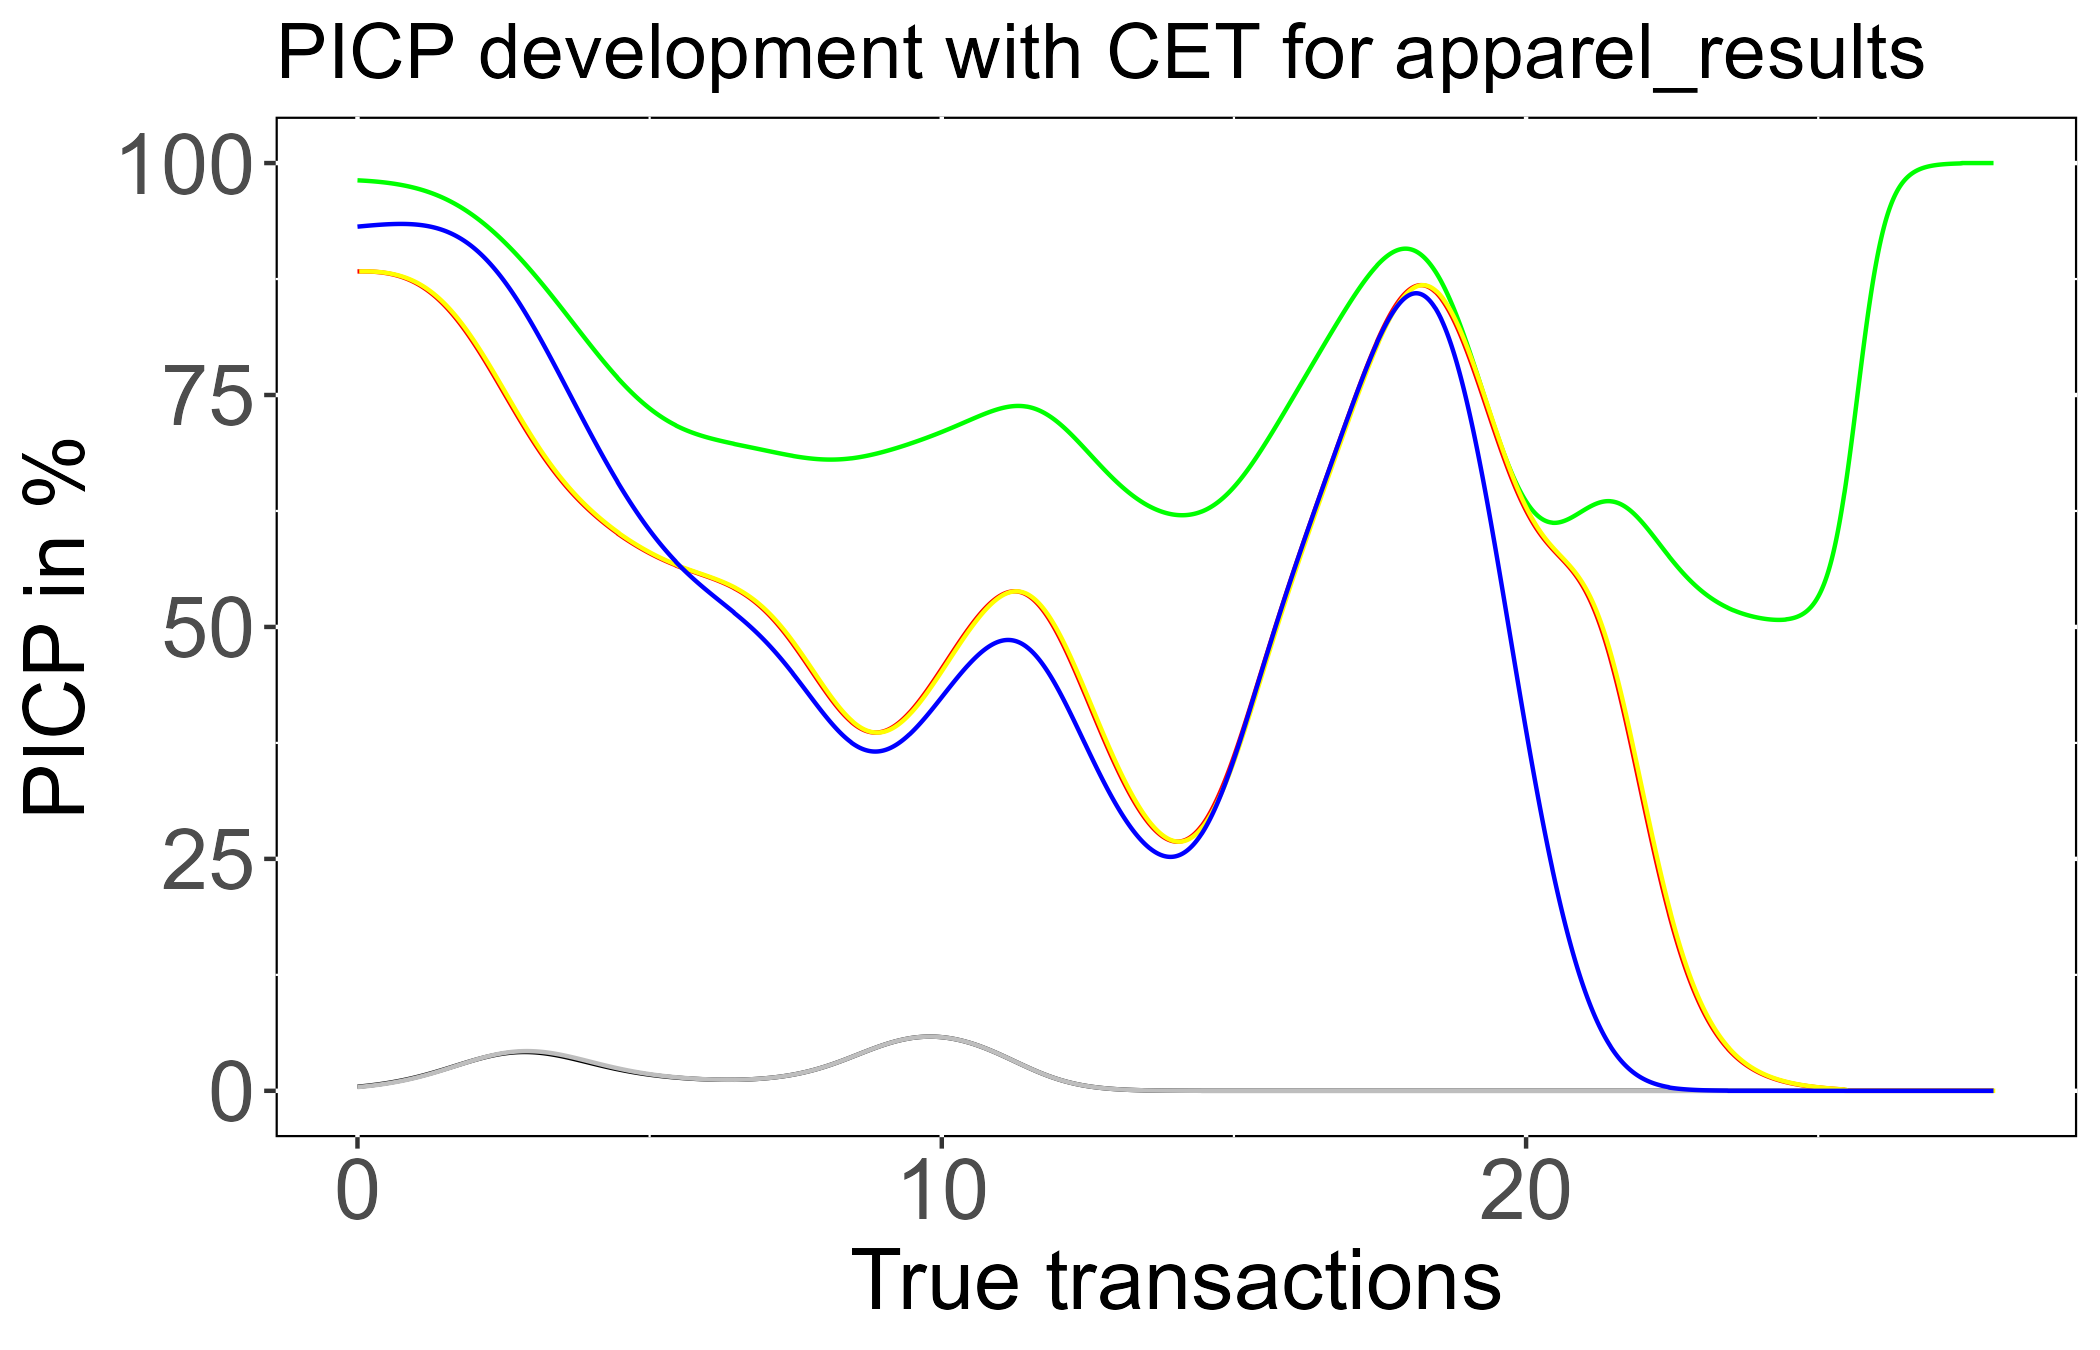 PICP development with CET for apparel_results
PICP in %
100
75
50
25
0
0 10 20
True transactions